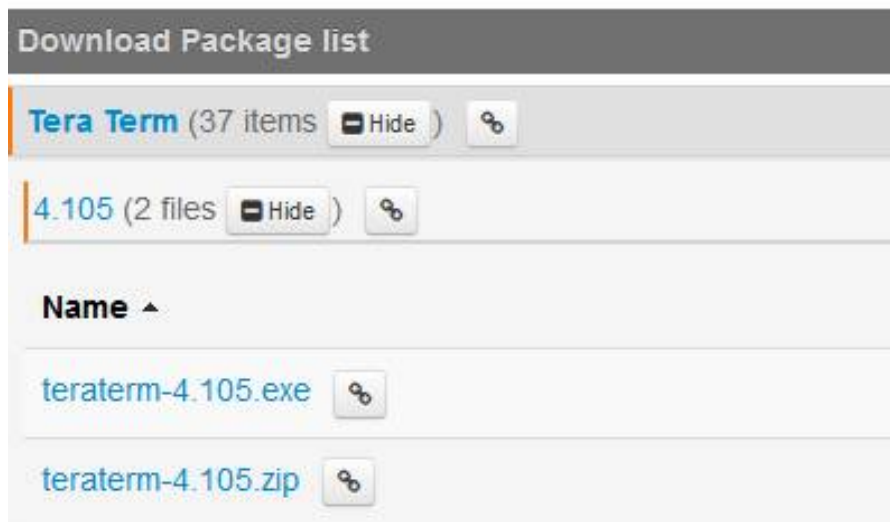 Download Package list
Tera Term (37 items Hide )
4.105 (2 files Hide )
Name
teraterm-4.105.exe
teraterm-4.105.zip